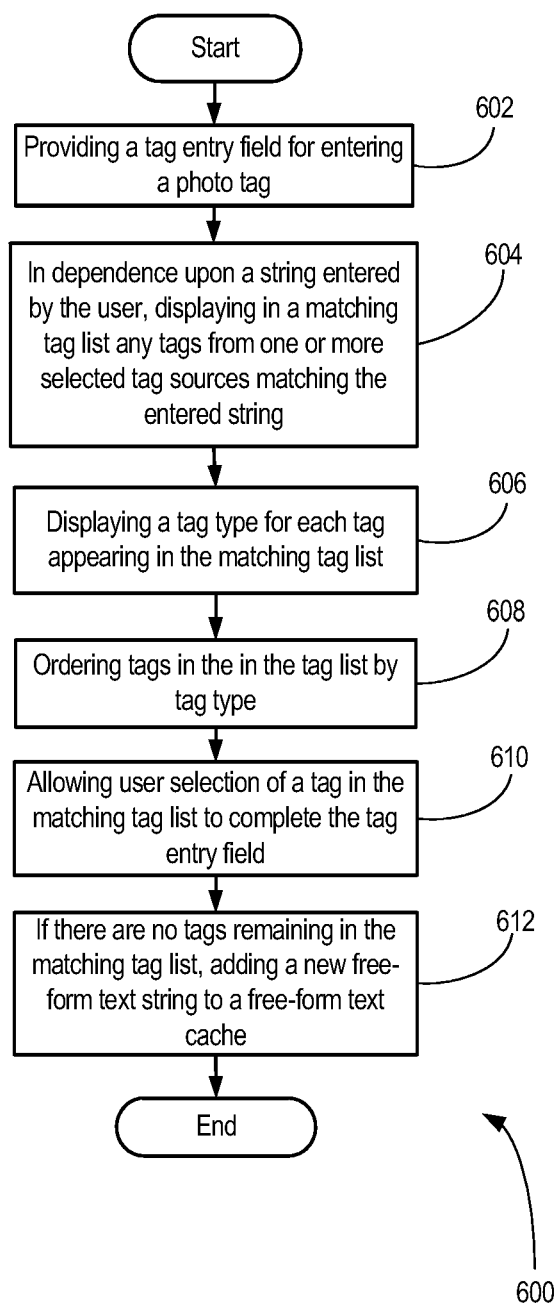 Start
602
Providing a tag entry field for entering
a photo tag
604
In dependence upon a string entered
by the user, displaying in a matching
tag list any tags from one or more
selected tag sources matching the
entered string
606
Displaying a tag type for each tag
appearing in the matching tag list
608
Ordering tags in the in the tag list by
tag type
610
Allowing user selection of a tag in the
matching tag list to complete the tag
entry field
612
If there are no tags remaining in the
matching tag list, adding a new free-
form text string to a free-form text
cache
End
600